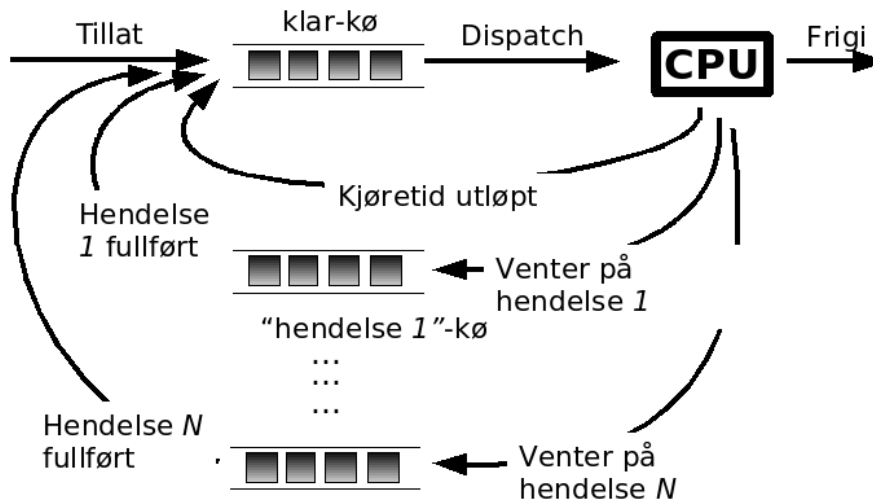 Tillat
klar-kø
Dispatch
CPU
Frigi
Kjøretid utløpt
Hendelse
1 fullført
Venter på
hendelse 1
“hendelse 1”-kø
...
...
...
Hendelse N
fullført
Venter på
hendelse N